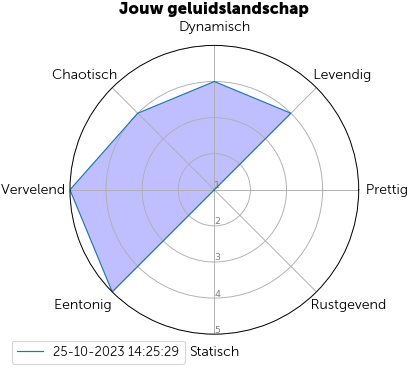 Jouw geluidslandschap
Dynamisch
Chaotisch
Levendig
Vervelend
1
Prettig
2
3
Eentonig
4
Rustgevend
5
25-10-2023 14:25:29
Statisch